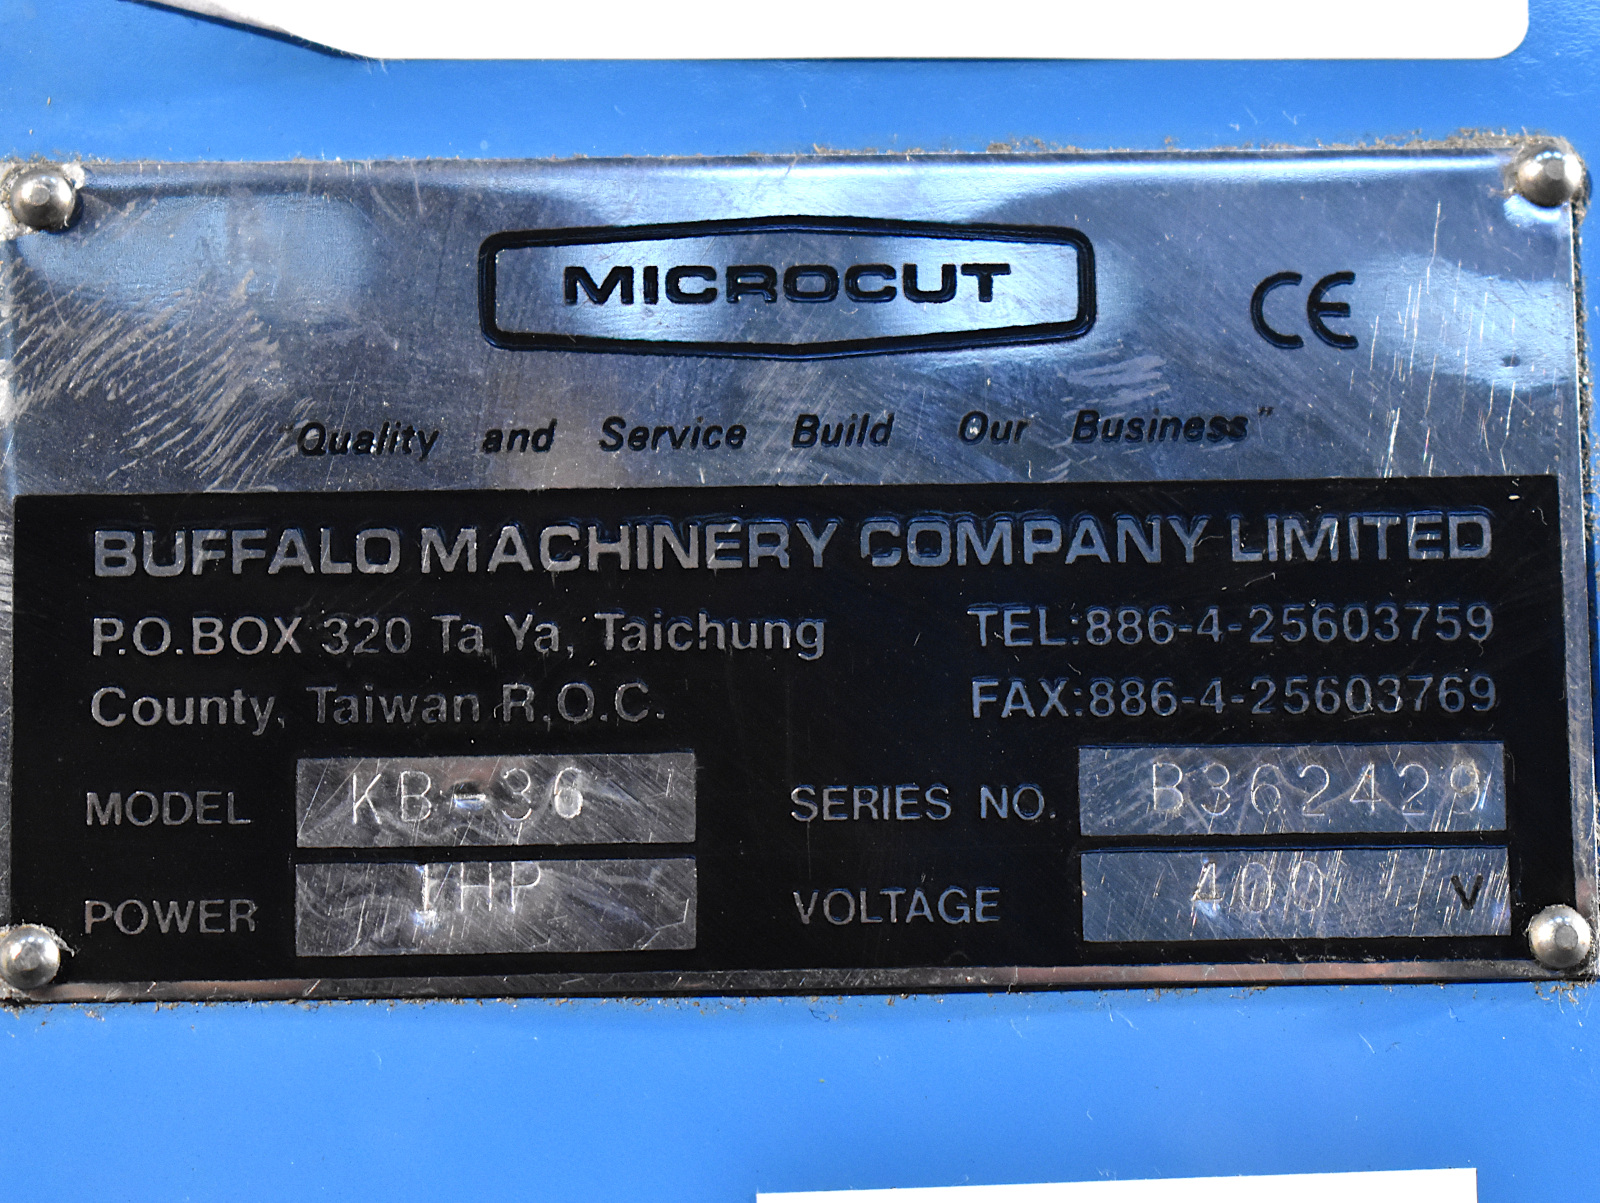 MICROCUT
CE
"Quality and Service Build Our Business"
BUFFALO MACHINERY COMPANY LIMITED
P.O.BOX 320 Ta Ya, Taichung
County, Taiwan R.O.C.
TEL:886-4-25603759
FAX:886-4-25603769
MODEL KB-36
SERIES NO. B362429
POWER 1HP
VOLTAGE 400 V